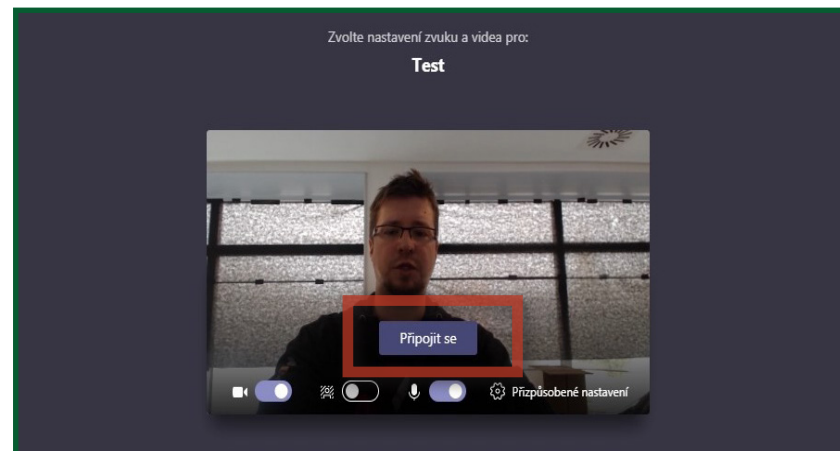 Zvolte nastavení zvuku a videa pro:
Test
Připojit se
Přizpůsobené nastavení